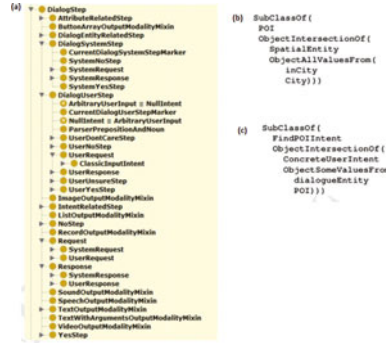 (a)
DialogStep
AttributeRelatedStep
ButtonArrayOutputModalityMixin
DialogEntityRelatedStep
DialogSystemStep
CurrentDialogSystemStepMarker
SystemNoStep
SystemRequest
SystemResponse
SystemYesStep
DialogUserStep
ArbitraryUserInput ≡ NullIntent
CurrentDialogUserStepMarker
NullIntent ≡ ArbitraryUserInput
ParserPrepositionAndNoun
UserDontCareStep
UserNoStep
UserRequest
ClassicInputIntent
UserResponse
UserUnsureStep
UserYesStep
ImageOutputModalityMixin
IntentRelatedStep
ListOutputModalityMixin
NoStep
RecordOutputModalityMixin
Request
SystemRequest
UserRequest
Response
SystemResponse
UserResponse
SoundOutputModalityMixin
SpeechOutputModalityMixin
TextOutputModalityMixin
TextWithArgumentsOutputModalityMixin
VideoOutputModalityMixin
YesStep
(b)
SubClassOf(
POI
ObjectIntersectionOf(
SpatialEntity
ObjectAllValuesFrom(
inCity
City)))
(c)
SubClassOf(
FindPOIIntent
ObjectIntersectionOf(
ConcreteUserIntent
ObjectSomeValuesFrom
dialogueEntity
POI)))